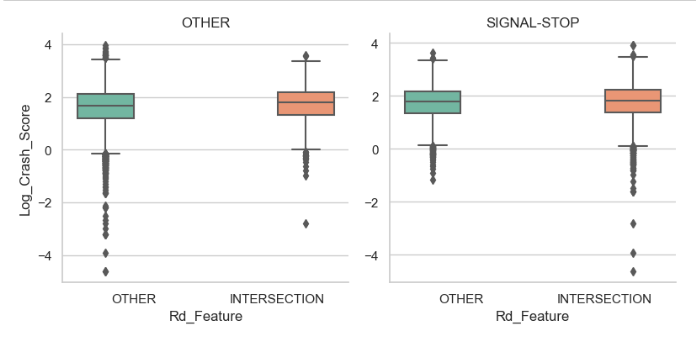 OTHER
SIGNAL-STOP
Log_Crash_Score
4
2
0
−2
−4
4
2
0
−2
−4
OTHER INTERSECTION
OTHER INTERSECTION
Rd_Feature
Rd_Feature